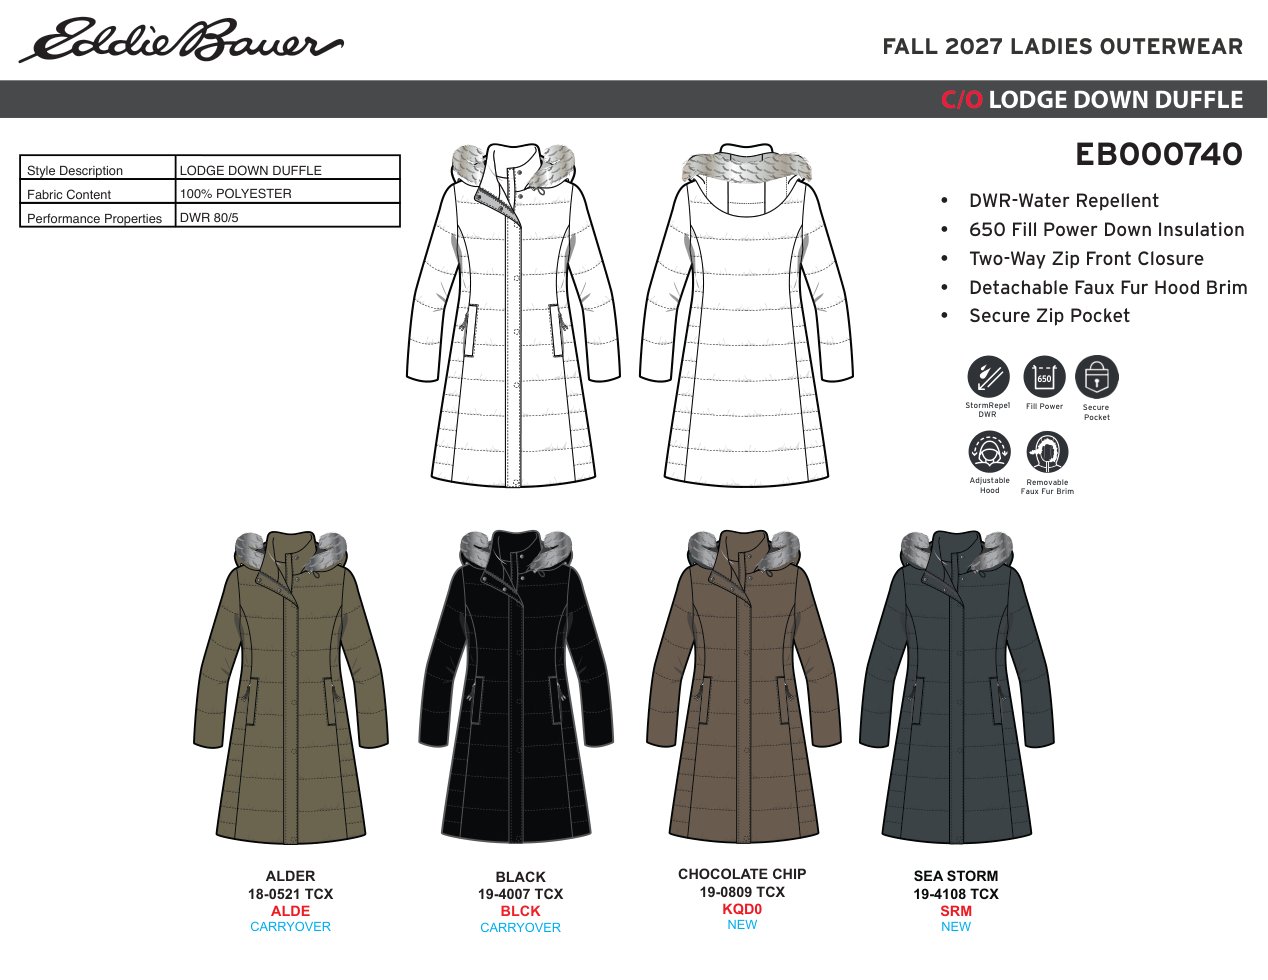 Eddie Bauer
FALL 2027 LADIES OUTERWEAR
C/O LODGE DOWN DUFFLE
EB000740
Style Description LODGE DOWN DUFFLE
Fabric Content 100% POLYESTER
Performance Properties DWR 80/5
• DWR-Water Repellent
• 650 Fill Power Down Insulation
• Two-Way Zip Front Closure
• Detachable Faux Fur Hood Brim
• Secure Zip Pocket
650
StormRepel
DWR
Fill Power
Secure
Pocket
Adjustable
Hood
Removable
Faux Fur Brim
ALDER
18-0521 TCX
ALDE
CARRYOVER
BLACK
19-4007 TCX
BLCK
CARRYOVER
CHOCOLATE CHIP
19-0809 TCX
KQD0
NEW
SEA STORM
19-4108 TCX
SRM
NEW